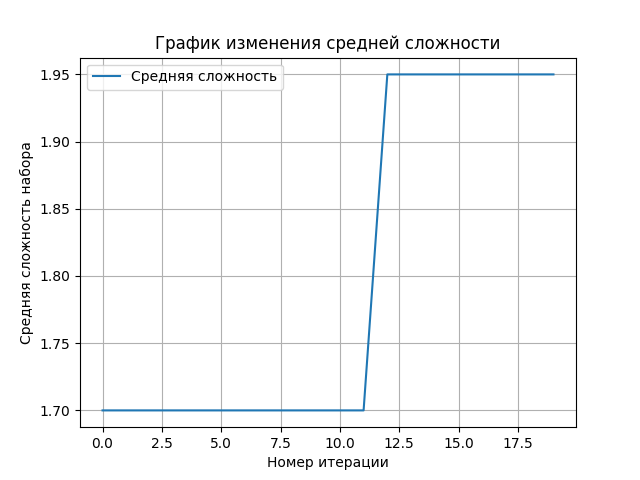 График изменения средней сложности
Средняя сложность
1.95
1.90
1.85
1.80
1.75
1.70
Средняя сложность набора
0.0 2.5 5.0 7.5 10.0 12.5 15.0 17.5
Номер итерации